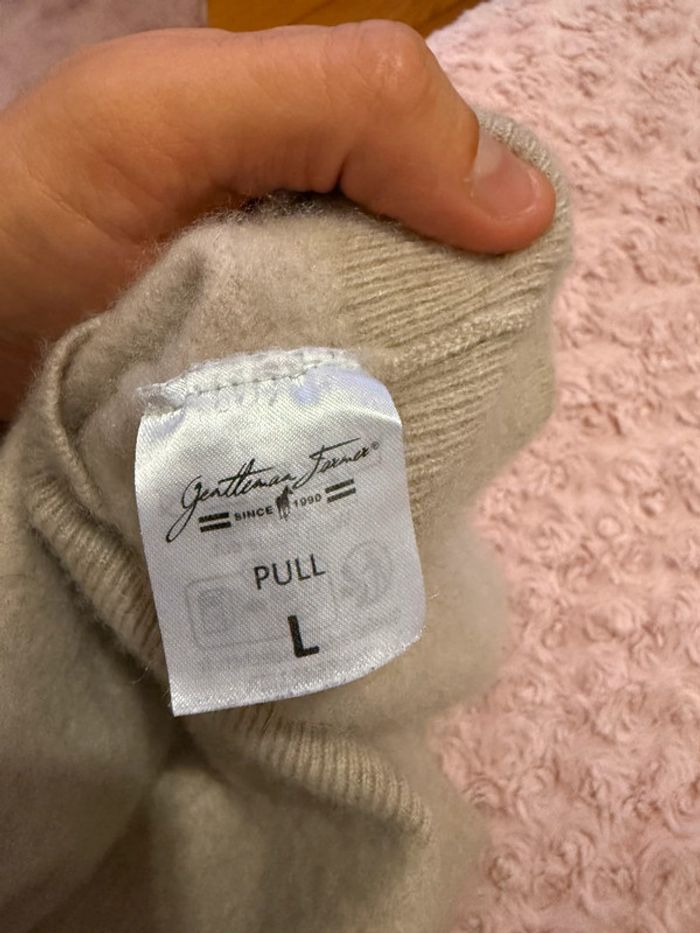 Gentleman Farmer®
SINCE 1990
PULL
L